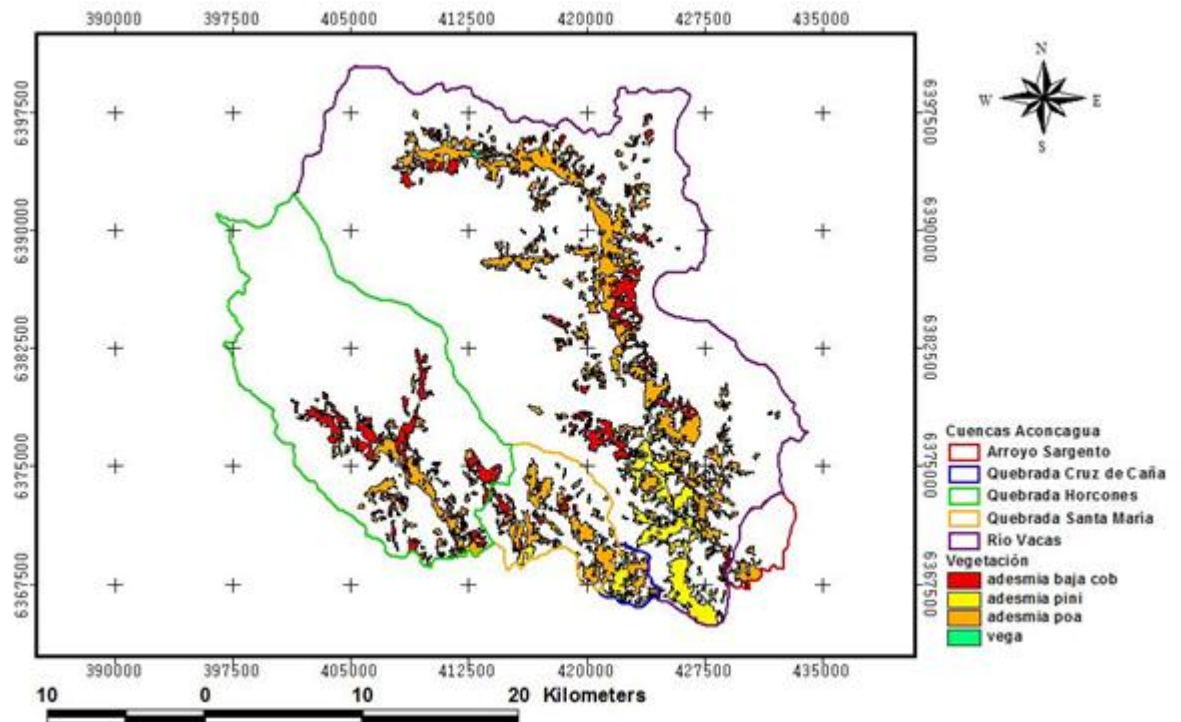 390000 397500 405000 412500 420000 427500 435000
N
W E
S
6397500 6397500
6390000 6390000
6382500 6382500
6375000 6375000
6367500 6367500
Cuencas Aconcagua
Arroyo Sargento
Quebrada Cruz de Caña
Quebrada Horcones
Quebrada Santa Maria
Rio Vacas
Vegetación
adesmia baja cob
adesmia pini
adesmia poa
vega
390000 397500 405000 412500 420000 427500 435000
10 0 10 20 Kilometers